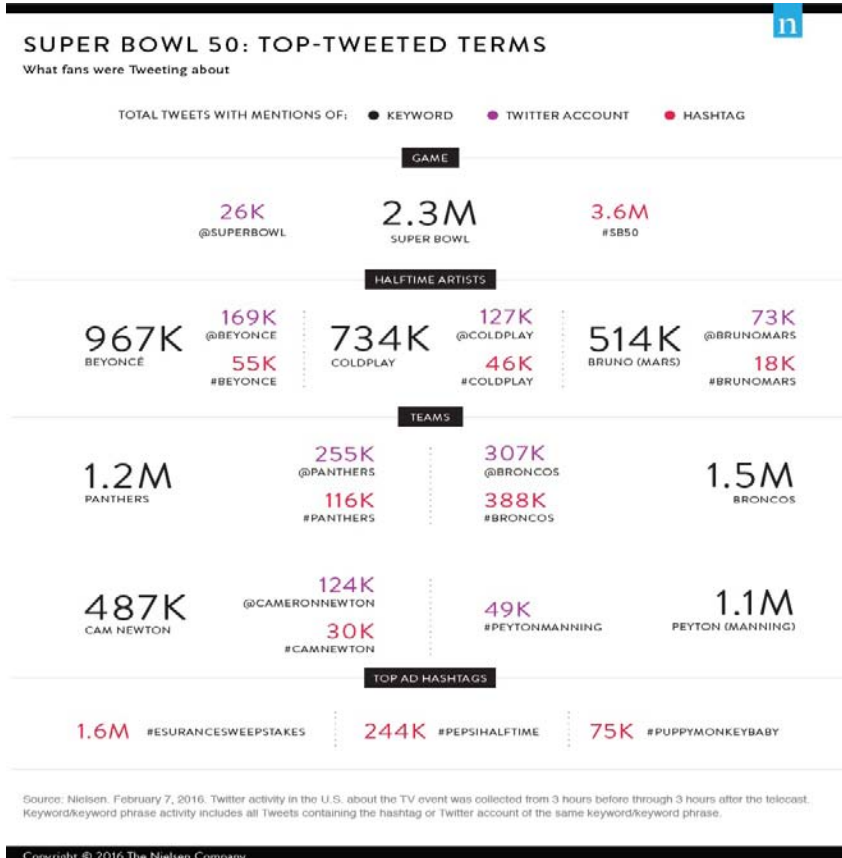 n
SUPER BOWL 50: TOP-TWEETED TERMS
What fans were Tweeting about
TOTAL TWEETS WITH MENTIONS OF: KEYWORD TWITTER ACCOUNT HASHTAG
GAME
26K
@SUPERBOWL
2.3M
SUPER BOWL
3.6M
#SB50
HALFTIME ARTISTS
967K
BEYONCÉ
169K
@BEYONCE
55K
#BEYONCE
734K
COLDPLAY
127K
@COLDPLAY
46K
#COLDPLAY
514K
BRUNO (MARS)
73K
@BRUNOMARS
18K
#BRUNOMARS
TEAMS
1.2M
PANTHERS
255K
@PANTHERS
116K
#PANTHERS
307K
@BRONCOS
388K
#BRONCOS
1.5M
BRONCOS
487K
CAM NEWTON
124K
@CAMERONNEWTON
30K
#CAMNEWTON
49K
#PEYTONMANNING
1.1M
PEYTON (MANNING)
TOP AD HASHTAGS
1.6M #ESURANCESWEEPSTAKES
244K #PEPSIHALFTIME
75K #PUPPYMONKEYBABY
Source: Nielsen. February 7, 2016. Twitter activity in the U.S. about the TV event was collected from 3 hours before through 3 hours after the telecast.
Keyword/keyword phrase activity includes all Tweets containing the hashtag or Twitter account of the same keyword/keyword phrase.
Copyright © 2016 The Nielsen Company